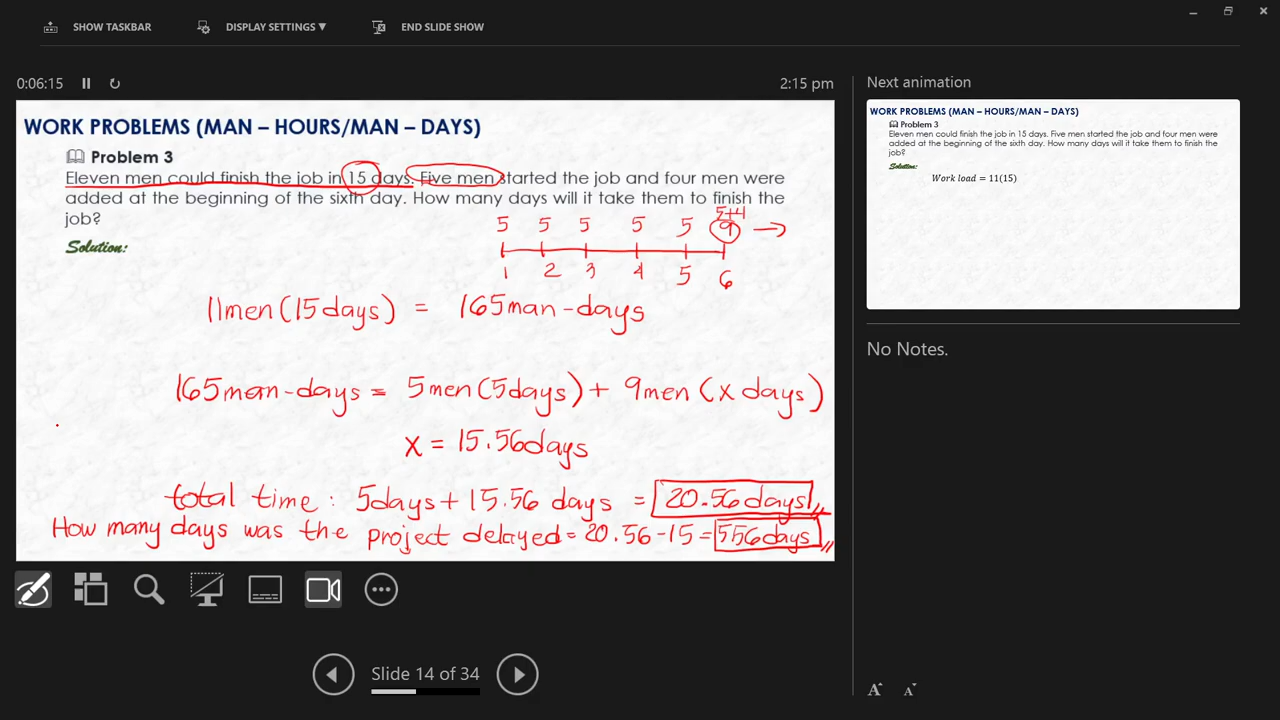 SHOW TASKBAR DISPLAY SETTINGS ▼ END SLIDE SHOW
0:06:15 2:15 pm
WORK PROBLEMS (MAN – HOURS/MAN – DAYS)
Problem 3
Eleven men could finish the job in 15 days. Five men started the job and four men were
added at the beginning of the sixth day. How many days will it take them to finish the
job?
Solution:
5+4
5 5 5 5 5 9 →
1 2 3 4 5 6
11men(15days) = 165man-days
165man-days = 5men(5days) + 9men (x days)
x = 15.56days
total time : 5days + 15.56 days = 20.56 days
How many days was the project delayed = 20.56 - 15 = 5.56days
Next animation
WORK PROBLEMS (MAN – HOURS/MAN – DAYS)
Problem 3
Eleven men could finish the job in 15 days. Five men started the job and four men were
added at the beginning of the sixth day. How many days will it take them to finish the
job?
Solution:
Work load = 11(15)
No Notes.
Slide 14 of 34
A A